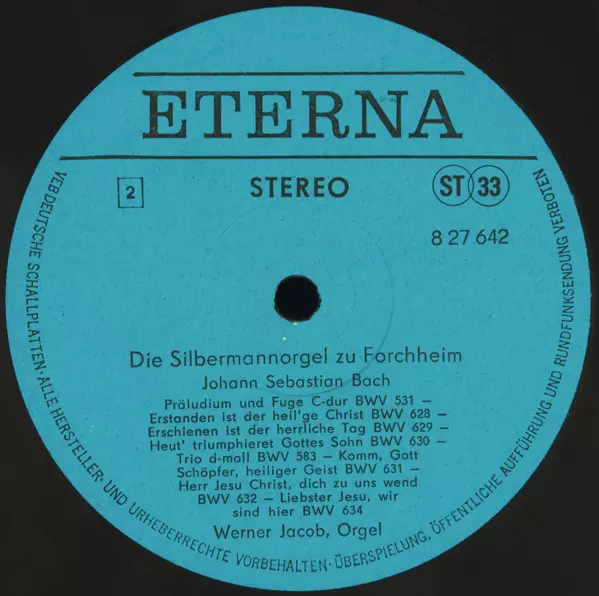 ETERNA
2
STEREO
ST 33
8 27 642
Die Silbermannorgel zu Forchheim
Johann Sebastian Bach
Präludium und Fuge C-dur BWV 531 –
Erstanden ist der heil'ge Christ BWV 628 –
Erschienen ist der herrliche Tag BWV 629 –
Heut' triumphieret Gottes Sohn BWV 630 –
Trio d-moll BWV 583 – Komm, Gott
Schöpfer, heiliger Geist BWV 631 –
Herr Jesu Christ, dich zu uns wend
BWV 632 – Liebster Jesu, wir
sind hier BWV 634
Werner Jacob, Orgel
VEB DEUTSCHE SCHALLPLATTEN · ALLE HERSTELLER- UND URHEBERRECHTE VORBEHALTEN · ÜBERSPIELUNG, ÖFFENTLICHE AUFFÜHRUNG UND RUNDFUNKSENDUNG VERBOTEN